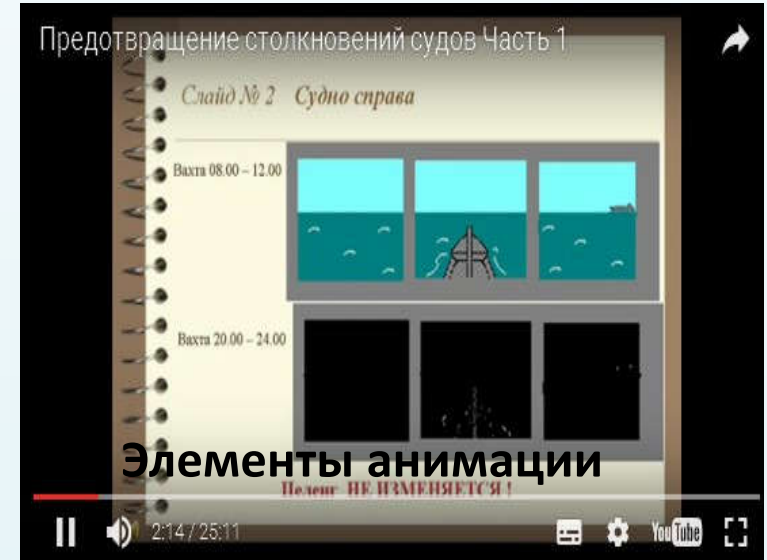 Предотвращение столкновений судов Часть 1
Слайд № 2 Судно справа
Вахта 08.00 – 12.00
Вахта 20.00 – 24.00
Элементы анимации
Пеленг НЕ ИЗМЕНЯЕТСЯ !
2:14 / 25:11
YouTube